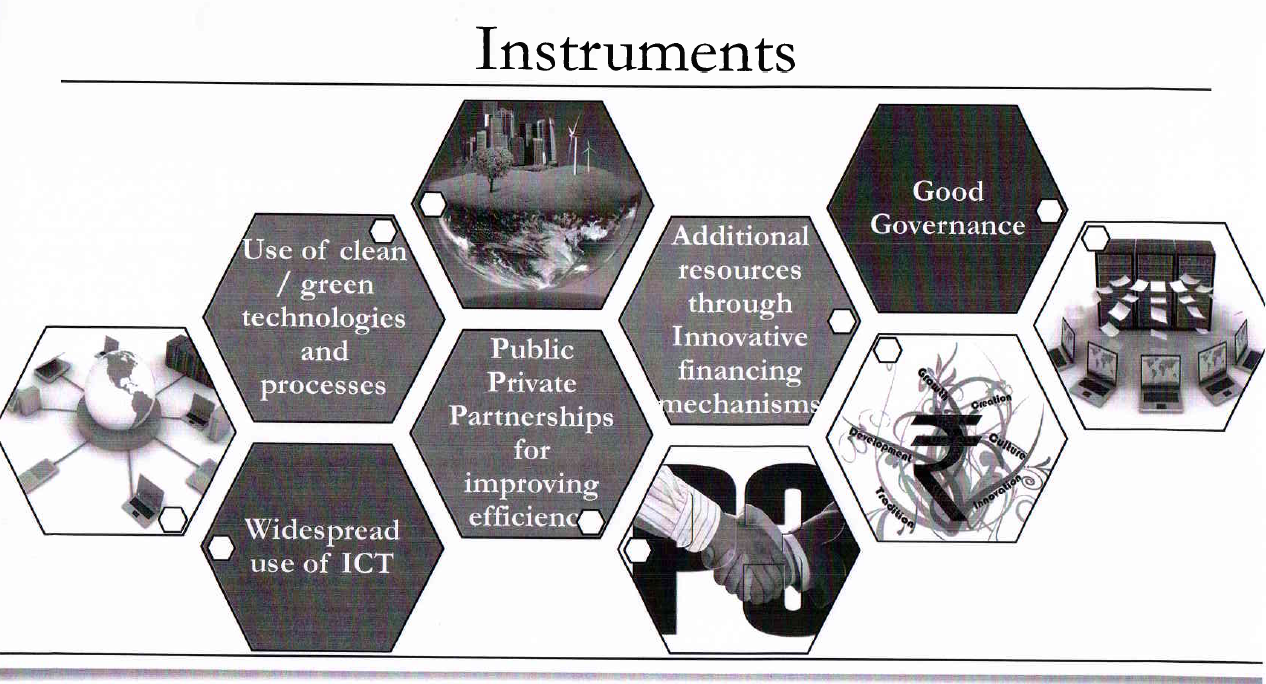 Instruments
Use of clean
/ green
technologies
and
processes
Widespread
use of ICT
Public
Private
Partnerships
for
improving
Additional
resources
through
Innovative
financing
mechanisms
Good
Governance
Growth
Creation
Development
Culture
Tradition
Innovation